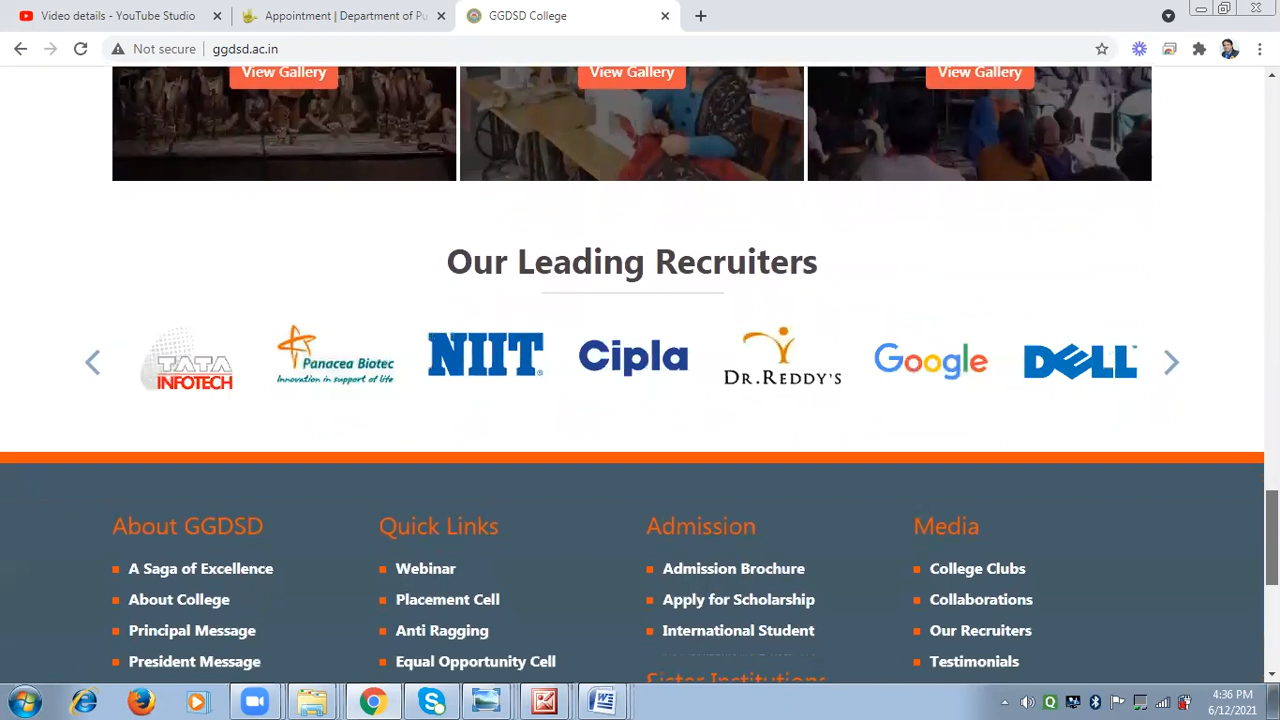 Video details - YouTube Studio
Appointment | Department of Pu
GGDSD College
Not secure
ggdsd.ac.in
View Gallery
View Gallery
View Gallery
Our Leading Recruiters
TATA
INFOTECH
Panacea Biotec
Innovation in support of life
NIIT
Cipla
DR.REDDY'S
Google
DELL
About GGDSD
Quick Links
Admission
Media
A Saga of Excellence
Webinar
Admission Brochure
College Clubs
About College
Placement Cell
Apply for Scholarship
Collaborations
Principal Message
Anti Ragging
International Student
Our Recruiters
President Message
Equal Opportunity Cell
Testimonials
Sister Institutions
4:36 PM
6/12/2021